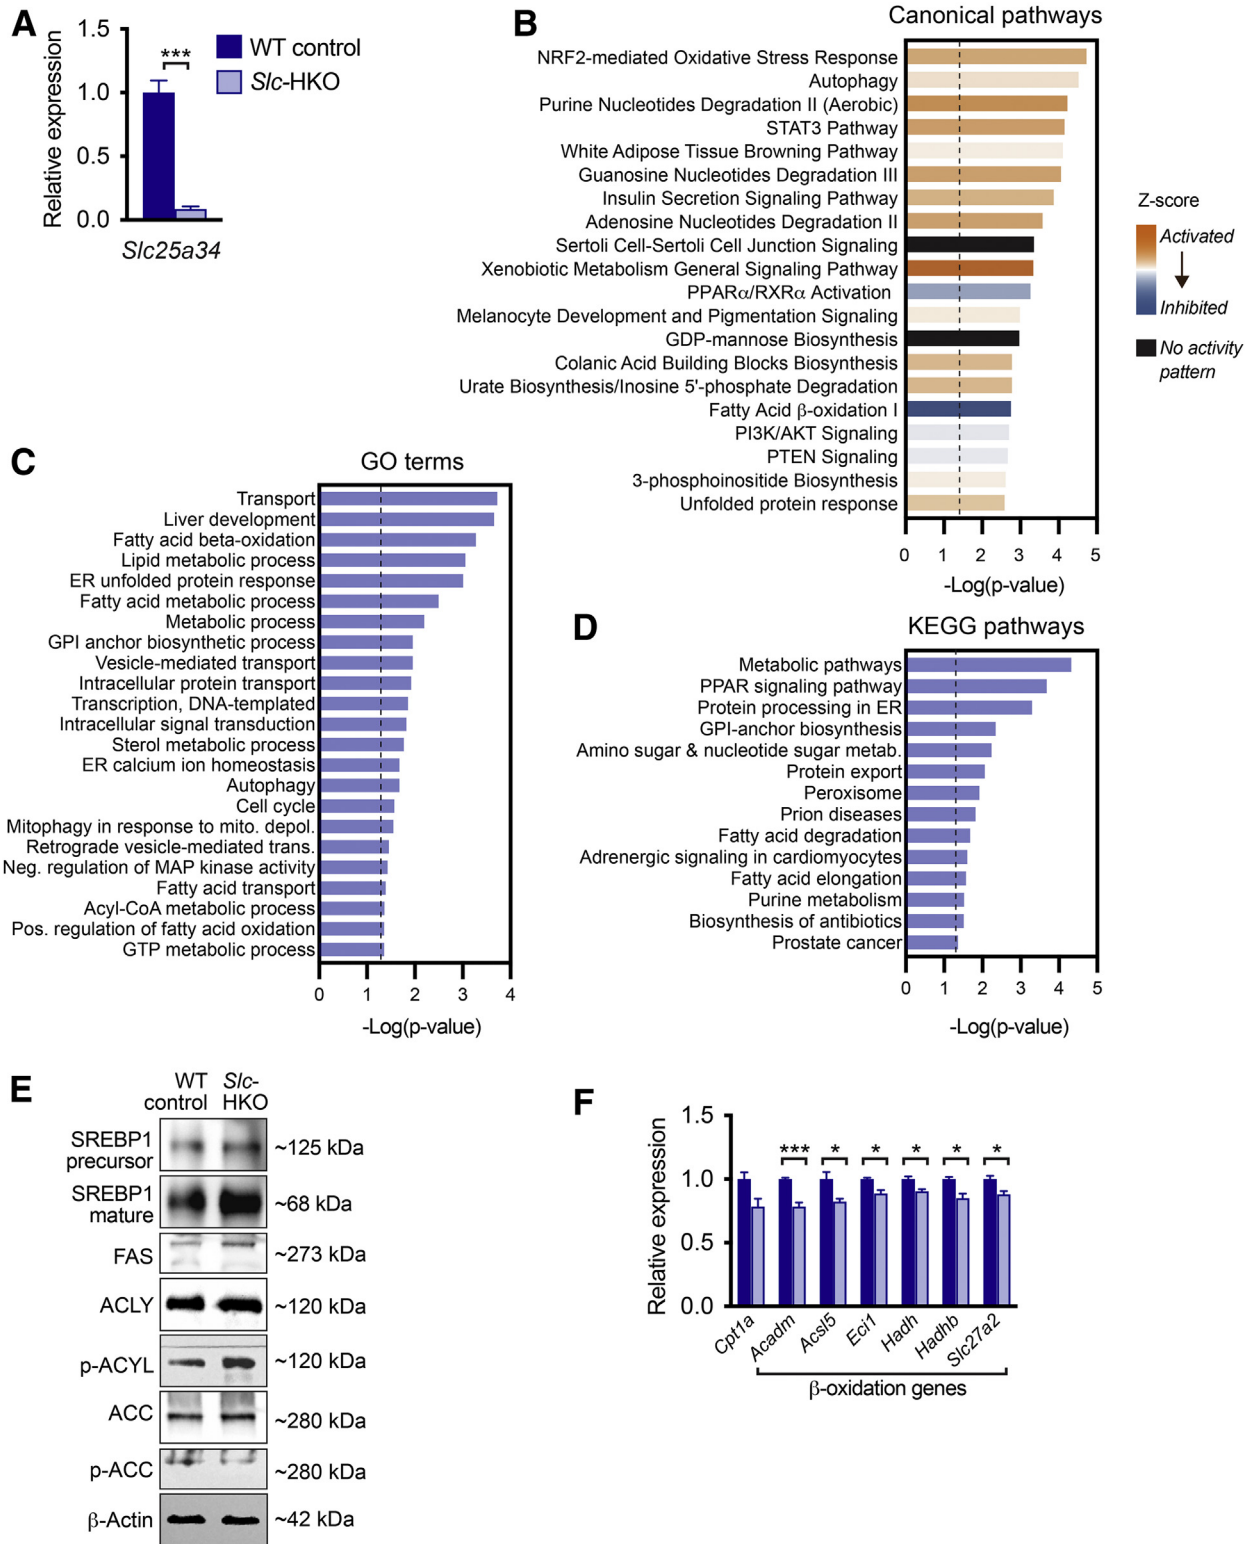 A
1.5
1.0
0.5
0.0
Relative expression
***
WT control
Slc-HKO
Slc25a34
B
Canonical pathways
NRF2-mediated Oxidative Stress Response
Autophagy
Purine Nucleotides Degradation II (Aerobic)
STAT3 Pathway
White Adipose Tissue Browning Pathway
Guanosine Nucleotides Degradation III
Insulin Secretion Signaling Pathway
Adenosine Nucleotides Degradation II
Sertoli Cell-Sertoli Cell Junction Signaling
Xenobiotic Metabolism General Signaling Pathway
PPARα/RXRα Activation
Melanocyte Development and Pigmentation Signaling
GDP-mannose Biosynthesis
Colanic Acid Building Blocks Biosynthesis
Urate Biosynthesis/Inosine 5'-phosphate Degradation
Fatty Acid β-oxidation I
PI3K/AKT Signaling
PTEN Signaling
3-phosphoinositide Biosynthesis
Unfolded protein response
0 1 2 3 4 5
-Log(p-value)
Z-score
Activated
Inhibited
No activity
pattern
C
GO terms
Transport
Liver development
Fatty acid beta-oxidation
Lipid metabolic process
ER unfolded protein response
Fatty acid metabolic process
Metabolic process
GPI anchor biosynthetic process
Vesicle-mediated transport
Intracellular protein transport
Transcription, DNA-templated
Intracellular signal transduction
Sterol metabolic process
ER calcium ion homeostasis
Autophagy
Cell cycle
Mitophagy in response to mito. depol.
Retrograde vesicle-mediated trans.
Neg. regulation of MAP kinase activity
Fatty acid transport
Acyl-CoA metabolic process
Pos. regulation of fatty acid oxidation
GTP metabolic process
0 1 2 3 4
-Log(p-value)
D
KEGG pathways
Metabolic pathways
PPAR signaling pathway
Protein processing in ER
GPI-anchor biosynthesis
Amino sugar & nucleotide sugar metab.
Protein export
Peroxisome
Prion diseases
Fatty acid degradation
Adrenergic signaling in cardiomyocytes
Fatty acid elongation
Purine metabolism
Biosynthesis of antibiotics
Prostate cancer
0 1 2 3 4 5
-Log(p-value)
E
WT
control
Slc-
HKO
SREBP1
precursor
~125 kDa
SREBP1
mature
~68 kDa
FAS
~273 kDa
ACLY
~120 kDa
p-ACYL
~120 kDa
ACC
~280 kDa
p-ACC
~280 kDa
β-Actin
~42 kDa
F
1.5
1.0
0.5
0.0
Relative expression
*** * * * * *
Cpt1a
Acadm
Acsl5
Eci1
Hadh
Hadhb
Slc27a2
β-oxidation genes